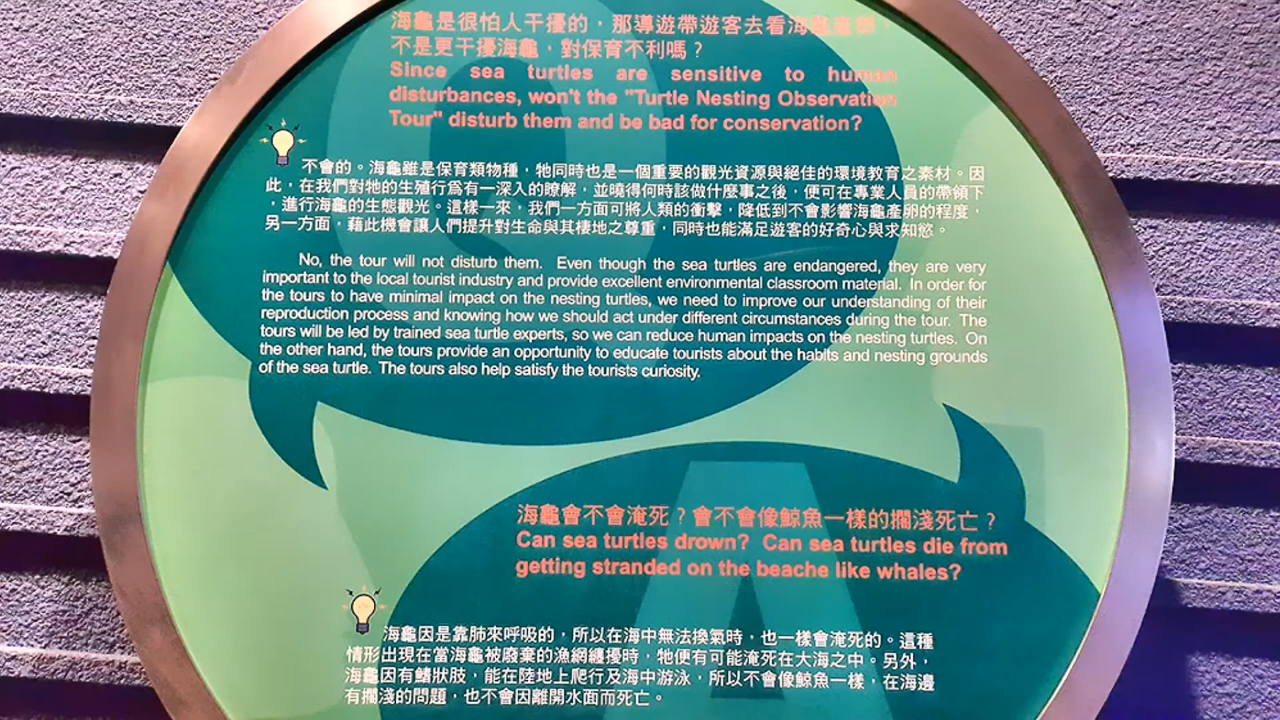 海龜是很怕人干擾的，那導遊帶遊客去看海龜產卵，
不是更干擾海龜，對保育不利嗎？
Since sea turtles are sensitive to human
disturbances, won't the "Turtle Nesting Observation
Tour" disturb them and be bad for conservation?
不會的。海龜雖是保育類物種，牠同時也是一個重要的觀光資源與絕佳的環境教育之素材。因
此，在我們對牠的生殖行為有一深入的瞭解，並曉得何時該做什麼事之後，便可在專業人員的帶領下
，進行海龜的生態觀光。這樣一來，我們一方面可將人類的衝擊，降低到不會影響海龜產卵的程度，
另一方面，藉此機會讓人們提升對生命與其棲地之尊重，同時也能滿足遊客的好奇心與求知慾。
No, the tour will not disturb them. Even though the sea turtles are endangered, they are very
important to the local tourist industry and provide excellent environmental classroom material. In order for
the tours to have minimal impact on the nesting turtles, we need to improve our understanding of their
reproduction process and knowing how we should act under different circumstances during the tour. The
tours will be led by trained sea turtle experts, so we can reduce human impacts on the nesting turtles. On
the other hand, the tours provide an opportunity to educate tourists about the habits and nesting grounds
of the sea turtle. The tours also help satisfy the tourists curiosity.
海龜會不會淹死？會不會像鯨魚一樣的擱淺死亡？
Can sea turtles drown? Can sea turtles die from
getting stranded on the beache like whales?
海龜因是靠肺來呼吸的，所以在海中無法換氣時，也一樣會淹死的。這種
情形出現在當海龜被廢棄的漁網纏擾時，牠便有可能淹死在大海之中。另外，
海龜因有鰭狀肢，能在陸地上爬行及海中游泳，所以不會像鯨魚一樣，在海邊
有擱淺的問題，也不會因離開水面而死亡。